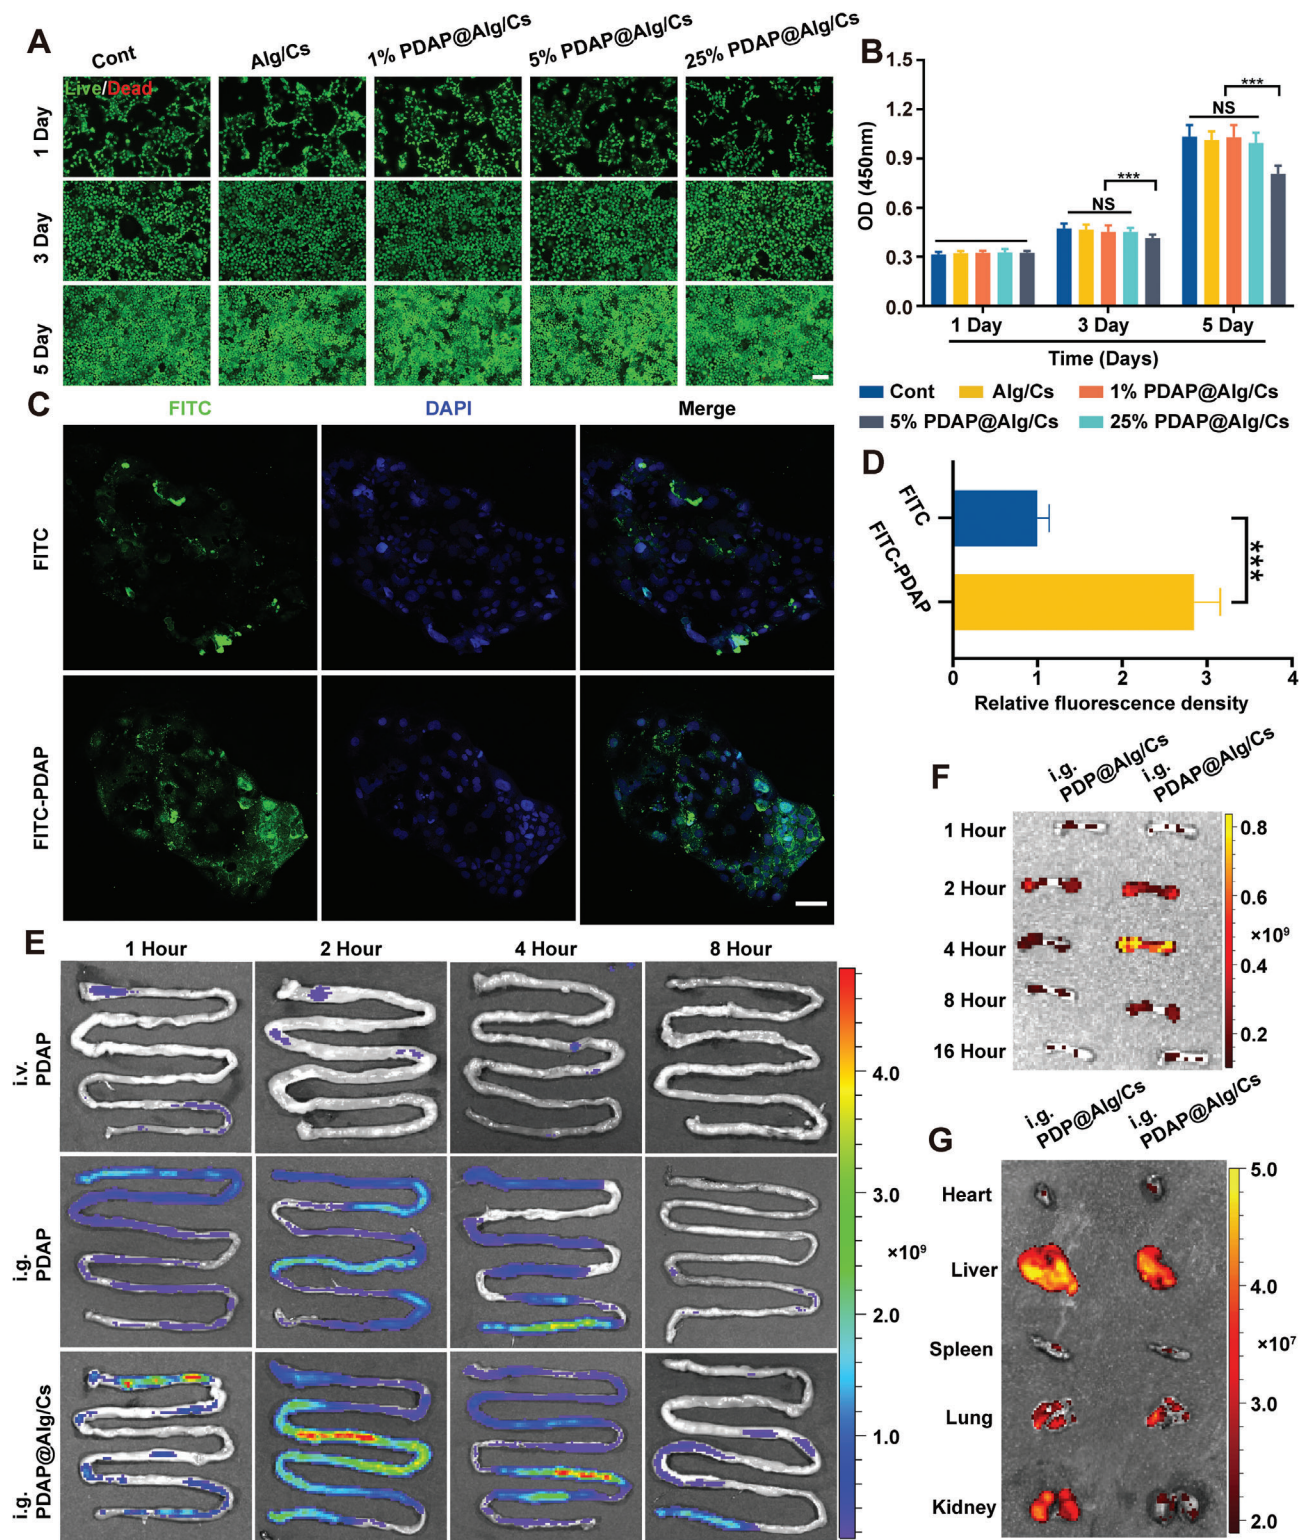 A
Cont
Alg/Cs
1% PDAP@Alg/Cs
5% PDAP@Alg/Cs
25% PDAP@Alg/Cs
Live/Dead
1 Day
3 Day
5 Day
B
OD (450nm)
1.5
1.2
0.9
0.6
0.3
0.0
NS
***
NS
***
1 Day
3 Day
5 Day
Time (Days)
Cont
Alg/Cs
1% PDAP@Alg/Cs
5% PDAP@Alg/Cs
25% PDAP@Alg/Cs
C
FITC
DAPI
Merge
FITC
FITC-PDAP
D
FITC
FITC-PDAP
***
0
1
2
3
4
Relative fluorescence density
E
1 Hour
2 Hour
4 Hour
8 Hour
i.v.
PDAP
i.g.
PDAP
i.g.
PDAP@Alg/Cs
4.0
3.0
×10⁹
2.0
1.0
F
i.g.
PDP@Alg/Cs
i.g.
PDAP@Alg/Cs
1 Hour
2 Hour
4 Hour
8 Hour
16 Hour
0.8
0.6
×10⁹
0.4
0.2
G
i.g.
PDP@Alg/Cs
i.g.
PDAP@Alg/Cs
Heart
Liver
Spleen
Lung
Kidney
5.0
4.0
×10⁷
3.0
2.0